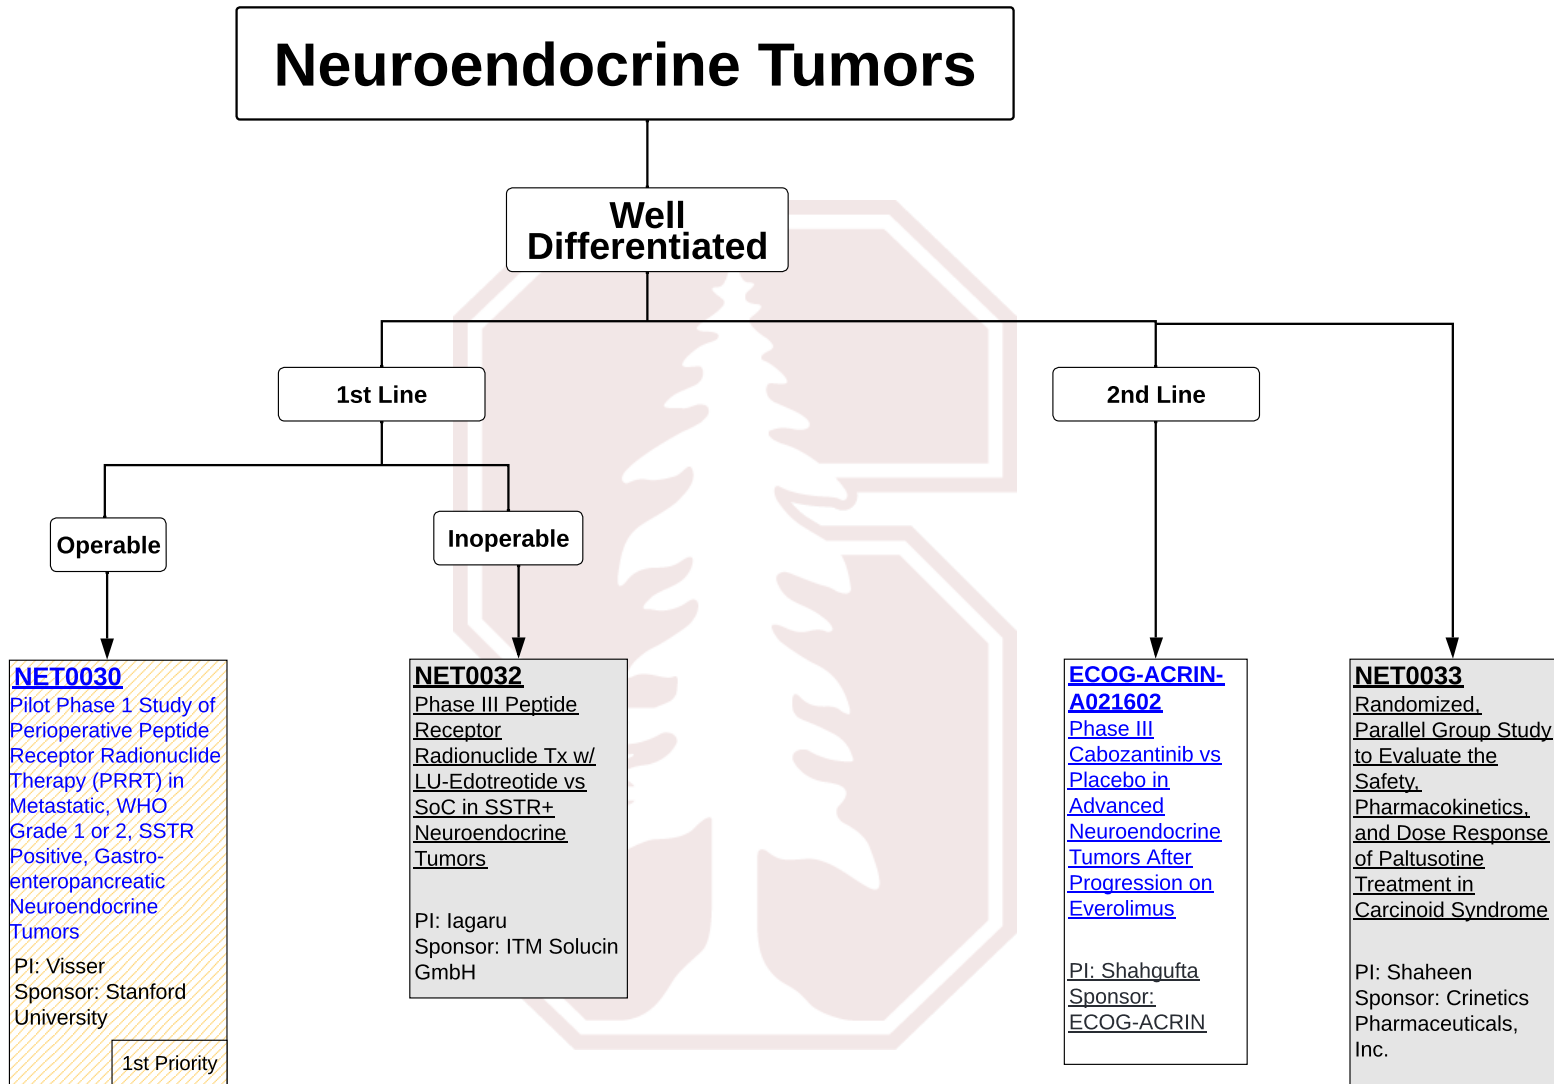 Neuroendocrine Tumors
Well
Differentiated
1st Line
2nd Line
Operable
Inoperable
NET0030
Pilot Phase 1 Study of
Perioperative Peptide
Receptor Radionuclide
Therapy (PRRT) in
Metastatic, WHO
Grade 1 or 2, SSTR
Positive, Gastro-
enteropancreatic
Neuroendocrine
Tumors
PI: Visser
Sponsor: Stanford
University
1st Priority
NET0032
Phase III Peptide
Receptor
Radionuclide Tx w/
LU-Edotreotide vs
SoC in SSTR+
Neuroendocrine
Tumors
PI: Iagaru
Sponsor: ITM Solucin
GmbH
ECOG-ACRIN-
A021602
Phase III
Cabozantinib vs
Placebo in
Advanced
Neuroendocrine
Tumors After
Progression on
Everolimus
PI: Shahgufta
Sponsor:
ECOG-ACRIN
NET0033
Randomized,
Parallel Group Study
to Evaluate the
Safety,
Pharmacokinetics,
and Dose Response
of Paltusotine
Treatment in
Carcinoid Syndrome
PI: Shaheen
Sponsor: Crinetics
Pharmaceuticals,
Inc.